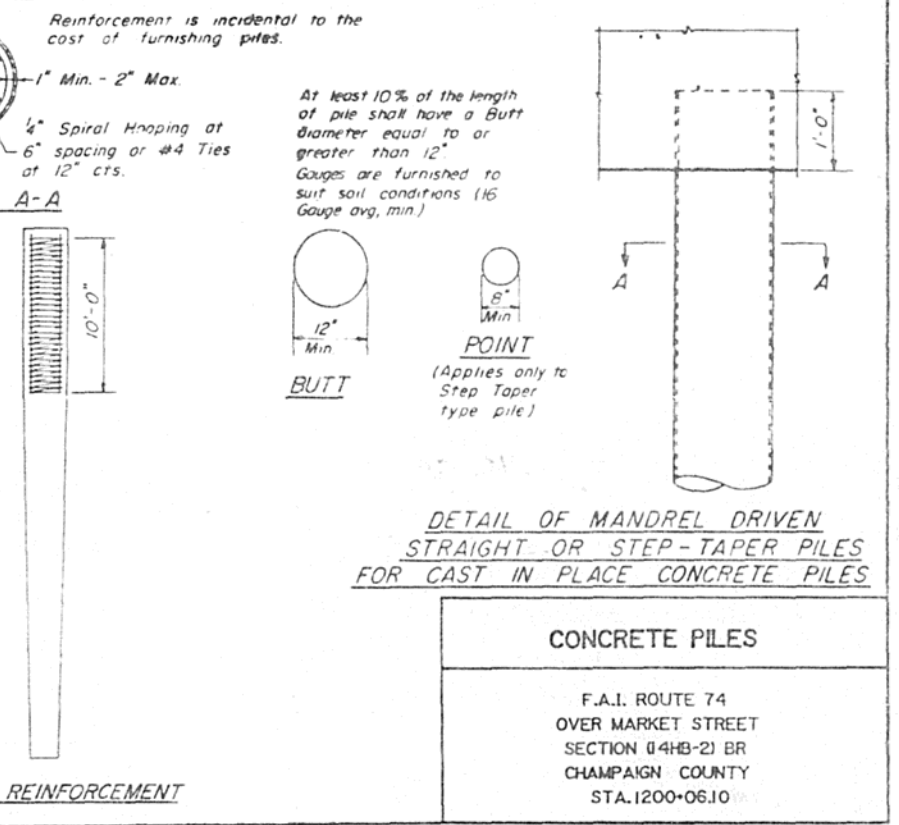 Reinforcement is incidental to the
cost of furnishing piles.
1" Min. - 2" Max.
1/4" Spiral Hooping at
6" spacing or #4 Ties
at 12" cts.
A-A
10'-0"
REINFORCEMENT
At least 10% of the length
of pile shall have a Butt
diameter equal to or
greater than 12"
Gauges are furnished to
suit soil conditions (16
Gauge avg, min.)
12"
Min.
BUTT
8"
Min
POINT
(Applies only to
Step Taper
type pile)
1'-0"
A
A
DETAIL OF MANDREL DRIVEN
STRAIGHT OR STEP-TAPER PILES
FOR CAST IN PLACE CONCRETE PILES
CONCRETE PILES
F.A.I. ROUTE 74
OVER MARKET STREET
SECTION (14HB-2) BR
CHAMPAIGN COUNTY
STA. 1200+06.10